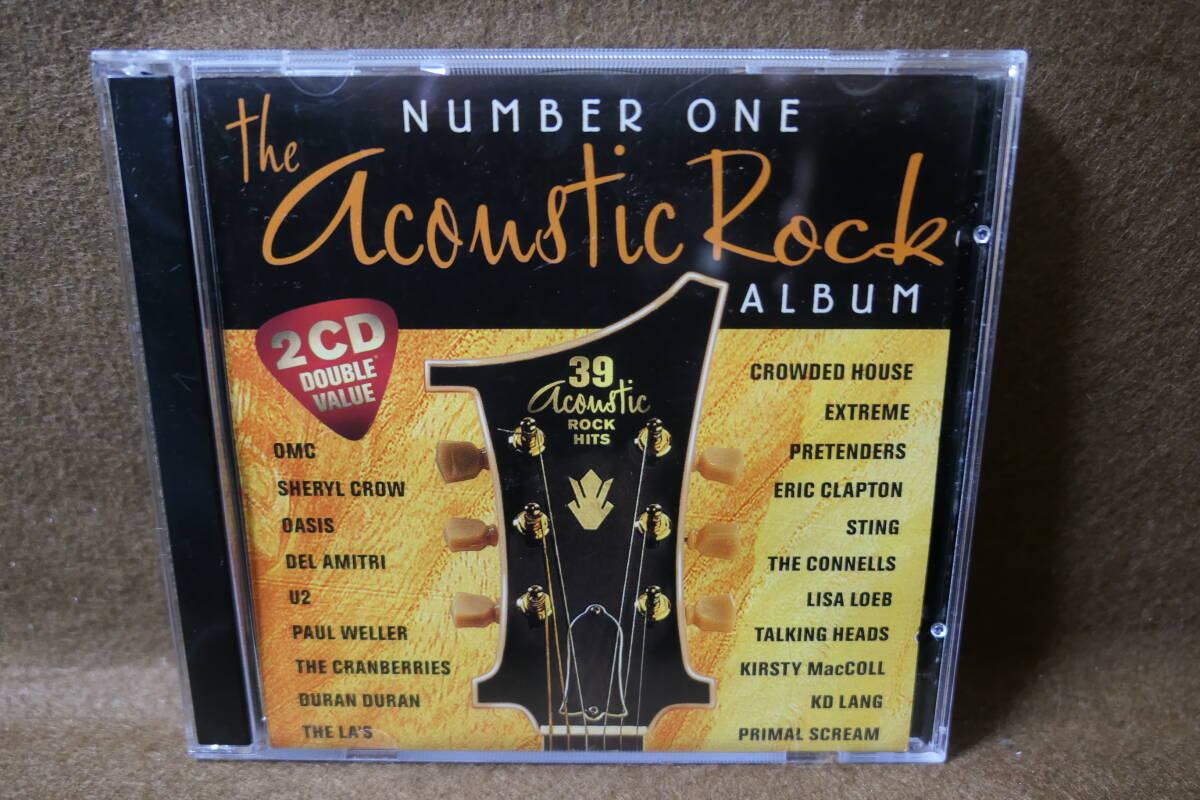 NUMBER ONE
the
Acoustic Rock
ALBUM
2CD
DOUBLE
VALUE
39
Acoustic
ROCK
HITS
OMC
SHERYL CROW
OASIS
DEL AMITRI
U2
PAUL WELLER
THE CRANBERRIES
DURAN DURAN
THE LA'S
CROWDED HOUSE
EXTREME
PRETENDERS
ERIC CLAPTON
STING
THE CONNELLS
LISA LOEB
TALKING HEADS
KIRSTY MacCOLL
KD LANG
PRIMAL SCREAM